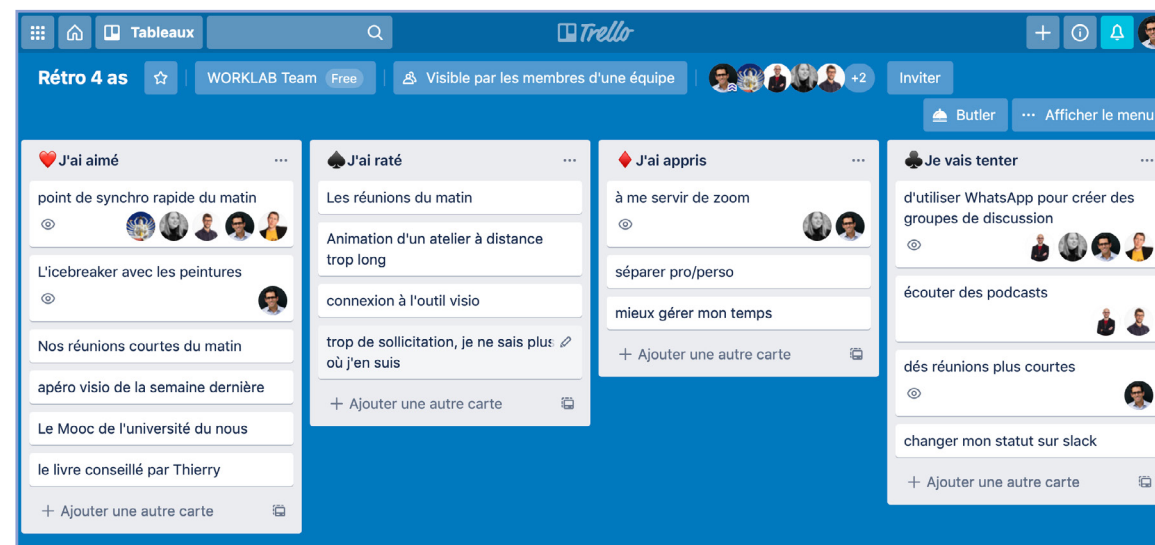 Tableaux
Trello
Rétro 4 as
WORKLAB Team Free
Visible par les membres d'une équipe
+2
Inviter
Butler
... Afficher le menu
J'ai aimé
point de synchro rapide du matin
L'icebreaker avec les peintures
Nos réunions courtes du matin
apéro visio de la semaine dernière
Le Mooc de l'université du nous
le livre conseillé par Thierry
+ Ajouter une autre carte
J'ai raté
Les réunions du matin
Animation d'un atelier à distance
trop long
connexion à l'outil visio
trop de sollicitation, je ne sais plus
où j'en suis
+ Ajouter une autre carte
J'ai appris
à me servir de zoom
séparer pro/perso
mieux gérer mon temps
+ Ajouter une autre carte
Je vais tenter
d'utiliser WhatsApp pour créer des
groupes de discussion
écouter des podcasts
dés réunions plus courtes
changer mon statut sur slack
+ Ajouter une autre carte